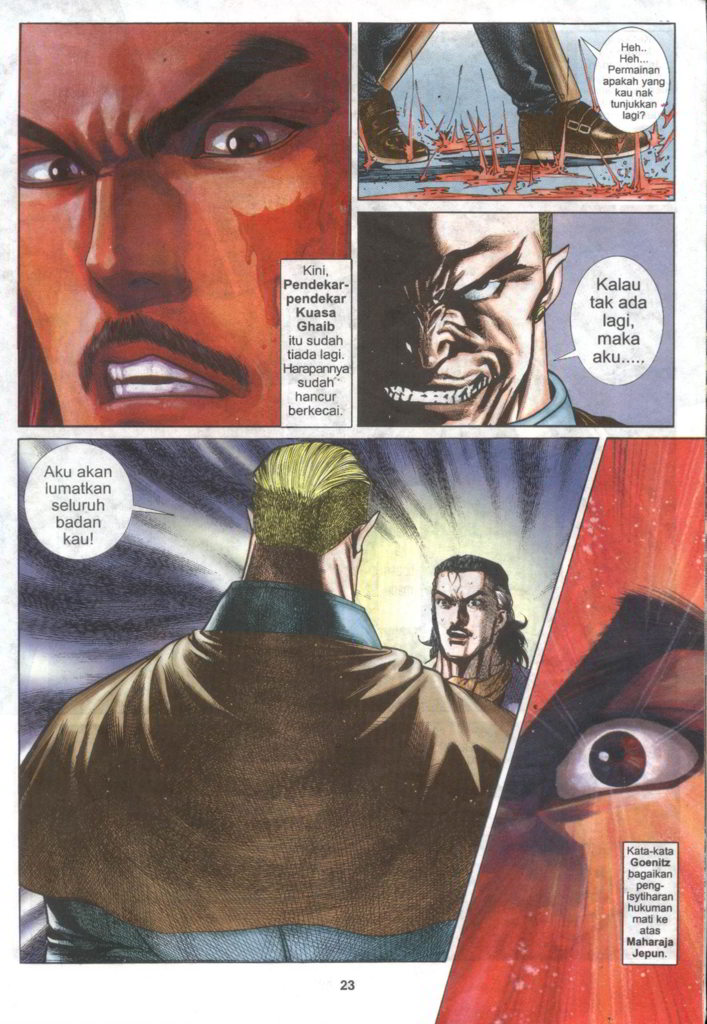 Kini,
Pendekar-
pendekar
Kuasa
Ghaib
itu sudah
tiada lagi.
Harapannya
sudah
hancur
berkecai.
Heh..
Heh...
Permainan
apakah yang
kau nak
tunjukkan
lagi?
Kalau
tak ada
lagi,
maka
aku.....
Aku akan
lumatkan
seluruh
badan
kau!
Kata-kata
Goenitz
bagaikan
peng-
isytiharan
hukuman
mati ke
atas
Maharaja
Jepun.
23